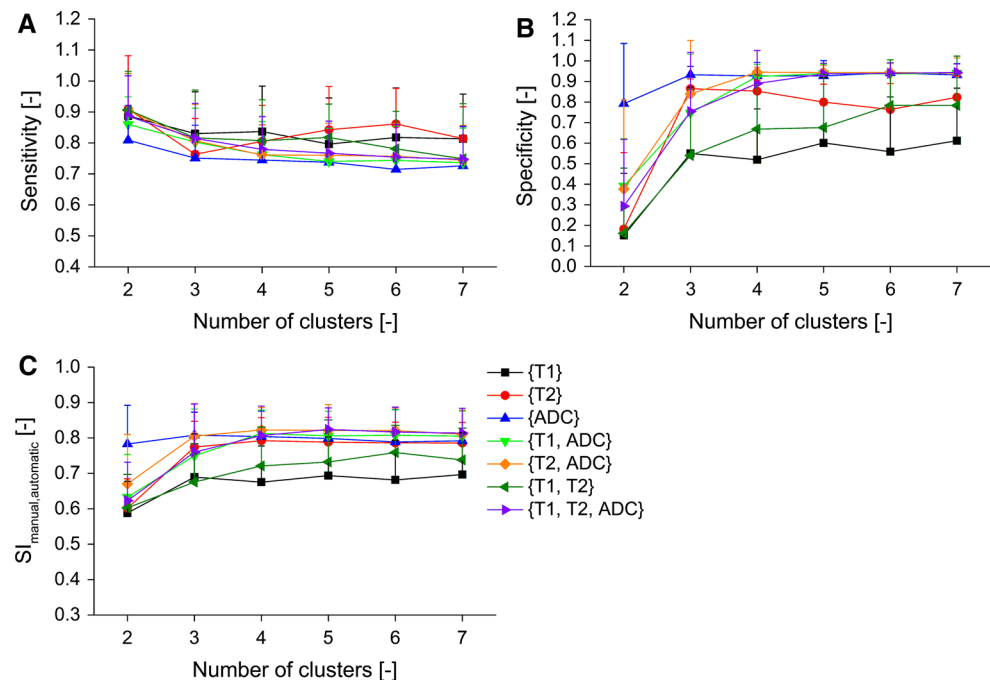 A
Sensitivity [-]
1.2
1.1
1.0
0.9
0.8
0.7
0.6
0.5
0.4
2 3 4 5 6 7
Number of clusters [-]
B
Specificity [-]
1.2
1.1
1.0
0.9
0.8
0.7
0.6
0.5
0.4
0.3
0.2
0.1
0.0
2 3 4 5 6 7
Number of clusters [-]
C
SImanual,automatic [-]
1.0
0.9
0.8
0.7
0.6
0.5
0.4
0.3
2 3 4 5 6 7
Number of clusters [-]
{T1}
{T2}
{ADC}
{T1, ADC}
{T2, ADC}
{T1, T2}
{T1, T2, ADC}